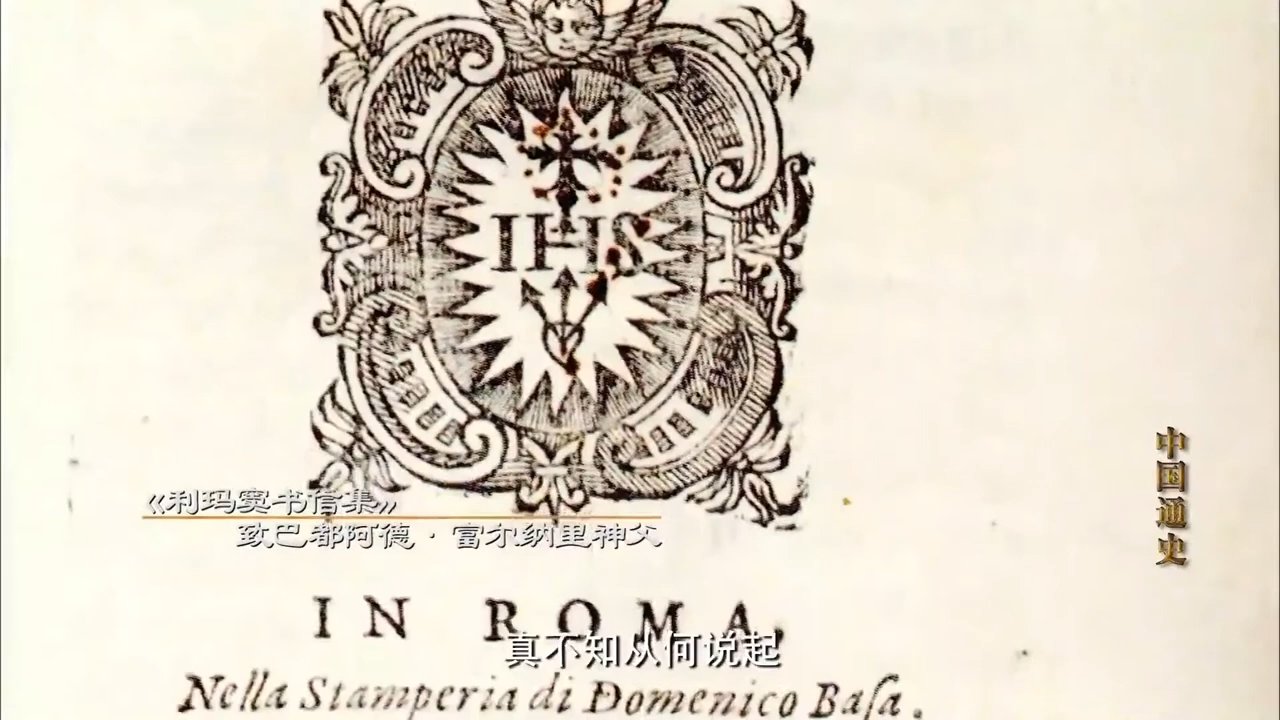 IHS
《利玛窦书信集》
致巴都阿德·富尔纳里神父
中国通史
IN ROMA,
真不知从何说起
Nella Stamperia di Domenico Baſa.